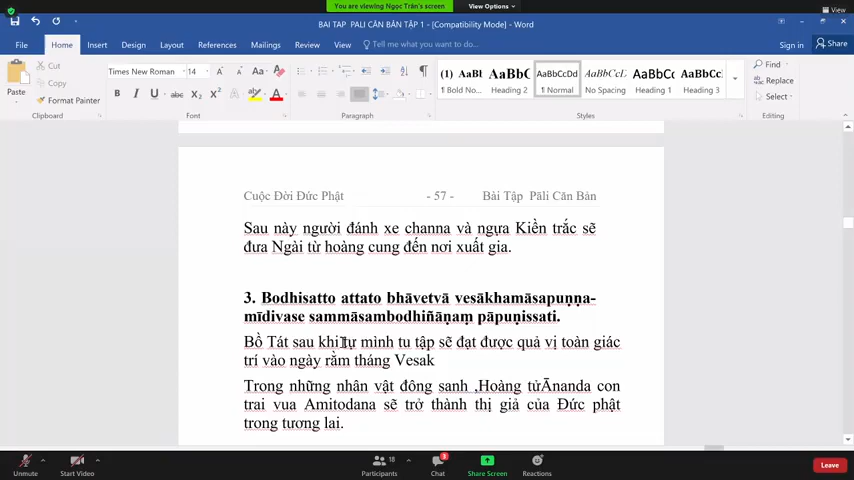 You are viewing Ngọc Trân's screen
View Options
View
BAI TAP PALI CĂN BẢN TẬP 1 - [Compatibility Mode] - Word
File Home Insert Design Layout References Mailings Review View Tell me what you want to do...
Sign in Share
Paste Cut Copy Format Painter
Times New Roman 14
¶ Bold No... Heading 2 ¶ Normal No Spacing Heading 1 Heading 3
Find Replace Select
Clipboard Font Paragraph Styles Editing
Cuộc Đời Đức Phật - 57 - Bài Tập Pāli Căn Bản
Sau này người đánh xe channa và ngựa Kiền trắc sẽ
đưa Ngài từ hoàng cung đến nơi xuất gia.
3. Bodhisatto attato bhāvetvā vesākhamāsapuṇṇa-
mīdivase sammāsambodhiñāṇaṃ pāpuṇissati.
Bồ Tát sau khi tự mình tu tập sẽ đạt được quả vị toàn giác
trí vào ngày rằm tháng Vesak
Trong những nhân vật đông sanh ,Hoàng tửĀnanda con
trai vua Amitodana sẽ trở thành thị giả của Đức phật
trong tương lai.
Unmute Start Video Participants 18 Chat 3 Share Screen Reactions Leave